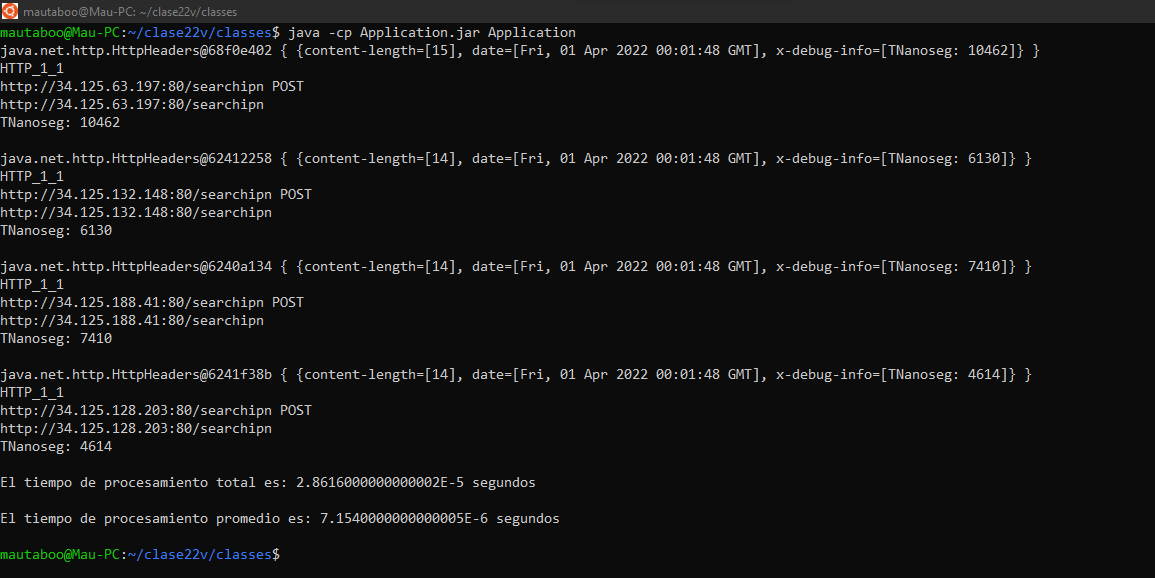 mautaboo@Mau-PC: ~/clase22v/classes
mautaboo@Mau-PC:~/clase22v/classes$ java -cp Application.jar Application
java.net.http.HttpHeaders@68f0e402 { {content-length=[15], date=[Fri, 01 Apr 2022 00:01:48 GMT], x-debug-info=[TNanoseg: 10462]} }
HTTP_1_1
http://34.125.63.197:80/searchipn POST
http://34.125.63.197:80/searchipn
TNanoseg: 10462
java.net.http.HttpHeaders@62412258 { {content-length=[14], date=[Fri, 01 Apr 2022 00:01:48 GMT], x-debug-info=[TNanoseg: 6130]} }
HTTP_1_1
http://34.125.132.148:80/searchipn POST
http://34.125.132.148:80/searchipn
TNanoseg: 6130
java.net.http.HttpHeaders@6240a134 { {content-length=[14], date=[Fri, 01 Apr 2022 00:01:48 GMT], x-debug-info=[TNanoseg: 7410]} }
HTTP_1_1
http://34.125.188.41:80/searchipn POST
http://34.125.188.41:80/searchipn
TNanoseg: 7410
java.net.http.HttpHeaders@6241f38b { {content-length=[14], date=[Fri, 01 Apr 2022 00:01:48 GMT], x-debug-info=[TNanoseg: 4614]} }
HTTP_1_1
http://34.125.128.203:80/searchipn POST
http://34.125.128.203:80/searchipn
TNanoseg: 4614
El tiempo de procesamiento total es: 2.8616000000000002E-5 segundos
El tiempo de procesamiento promedio es: 7.1540000000000005E-6 segundos
mautaboo@Mau-PC:~/clase22v/classes$